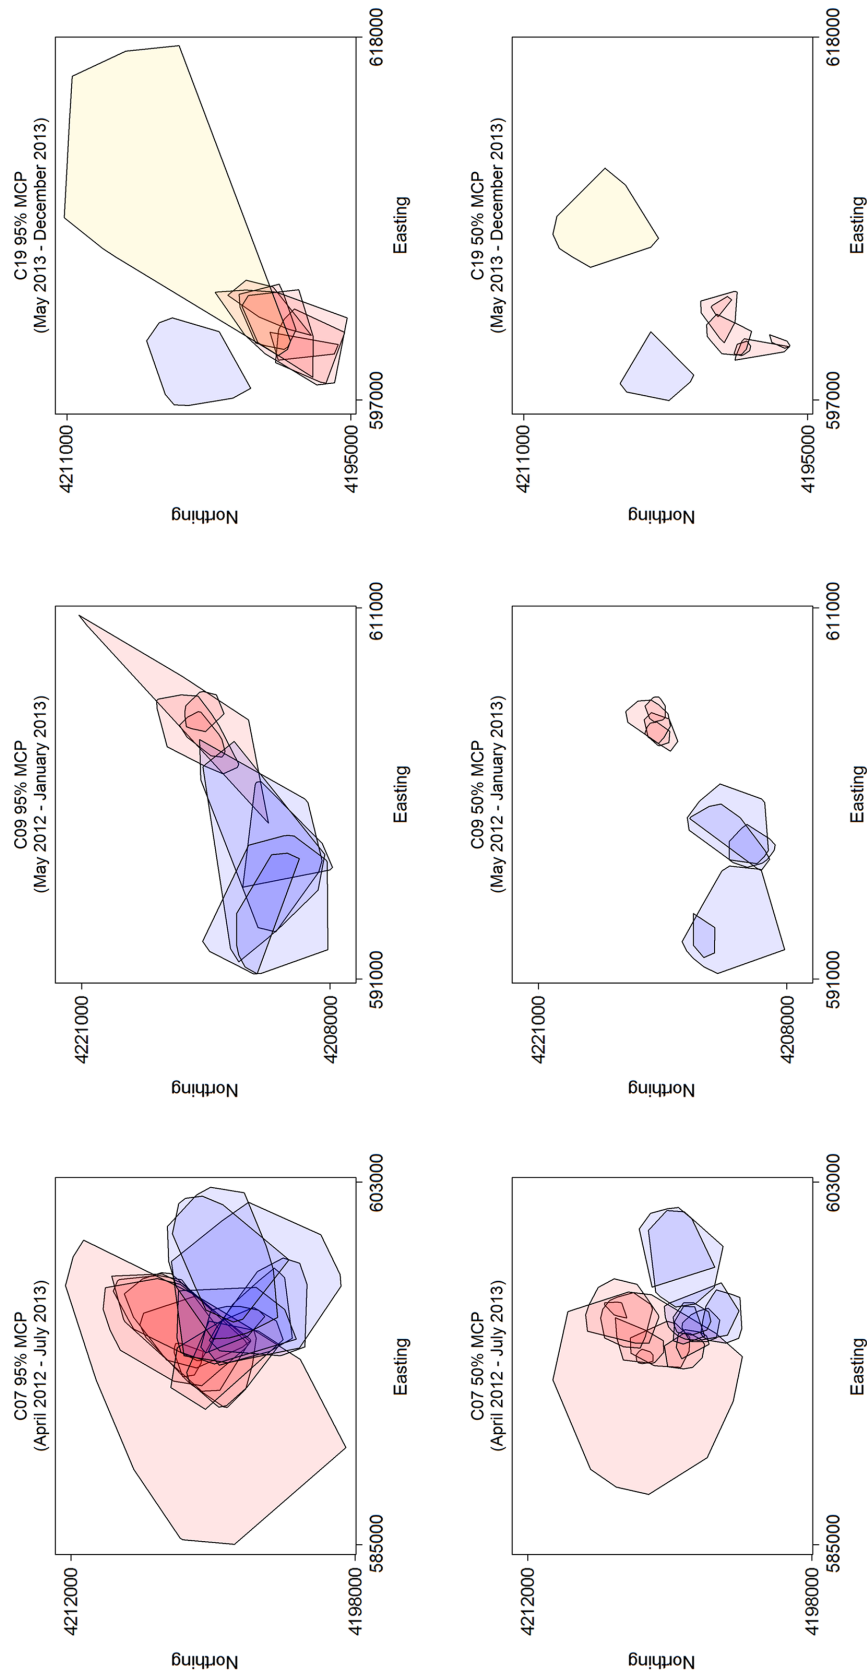 C07 95% MCP
(April 2012 - July 2013)
Northing
4212000
4198000
585000
603000
Easting
C07 50% MCP
(April 2012 - July 2013)
Northing
4212000
4198000
585000
603000
Easting
C09 95% MCP
(May 2012 - January 2013)
Northing
4221000
4208000
591000
611000
Easting
C09 50% MCP
(May 2012 - January 2013)
Northing
4221000
4208000
591000
611000
Easting
C19 95% MCP
(May 2013 - December 2013)
Northing
4211000
4195000
597000
618000
Easting
C19 50% MCP
(May 2013 - December 2013)
Northing
4211000
4195000
597000
618000
Easting